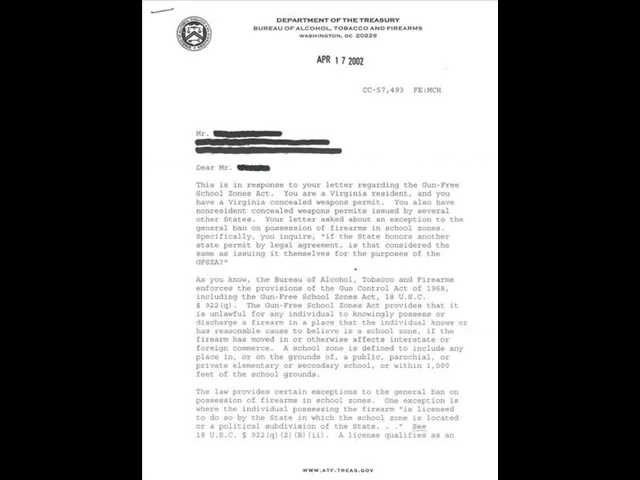 DEPARTMENT OF THE TREASURY
BUREAU OF ALCOHOL, TOBACCO AND FIREARMS
WASHINGTON, DC 20226
APR 17 2002
CC-57,493 FE:MCH
Mr.
Dear Mr.
This is in response to your letter regarding the Gun-Free
School Zones Act. You are a Virginia resident, and you
have a Virginia concealed weapons permit. You also have
nonresident concealed weapons permits issued by several
other States. Your letter asked about an exception to the
general ban on possession of firearms in school zones.
Specifically, you inquire, "if the State honors another
state permit by legal agreement, is that considered the
same as issuing it themselves for the purposes of the
GFSZA?"
As you know, the Bureau of Alcohol, Tobacco and Firearms
enforces the provisions of the Gun Control Act of 1968,
including the Gun-Free School Zones Act, 18 U.S.C.
§ 922(q). The Gun-Free School Zones Act provides that it
is unlawful for any individual to knowingly possess or
discharge a firearm in a place that the individual knows or
has reasonable cause to believe is a school zone, if the
firearm has moved in or otherwise affects interstate or
foreign commerce. A school zone is defined to include any
place in, or on the grounds of, a public, parochial, or
private elementary or secondary school, or within 1,000
feet of the school grounds.
The law provides certain exceptions to the general ban on
possession of firearms in school zones. One exception is
where the individual possessing the firearm "is licensed
to do so by the State in which the school zone is located
or a political subdivision of the State. . ." See
18 U.S.C. § 922(q)(2)(B)(ii). A license qualifies as an
WWW.ATF.TREAS.GOV